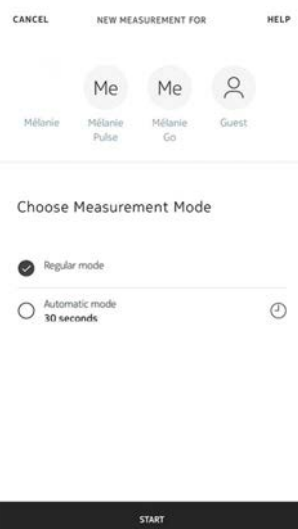 CANCEL NEW MEASUREMENT FOR HELP
Me Me
Mélanie Mélanie Mélanie Guest
Pulse Go
Choose Measurement Mode
Regular mode
Automatic mode
30 seconds
START